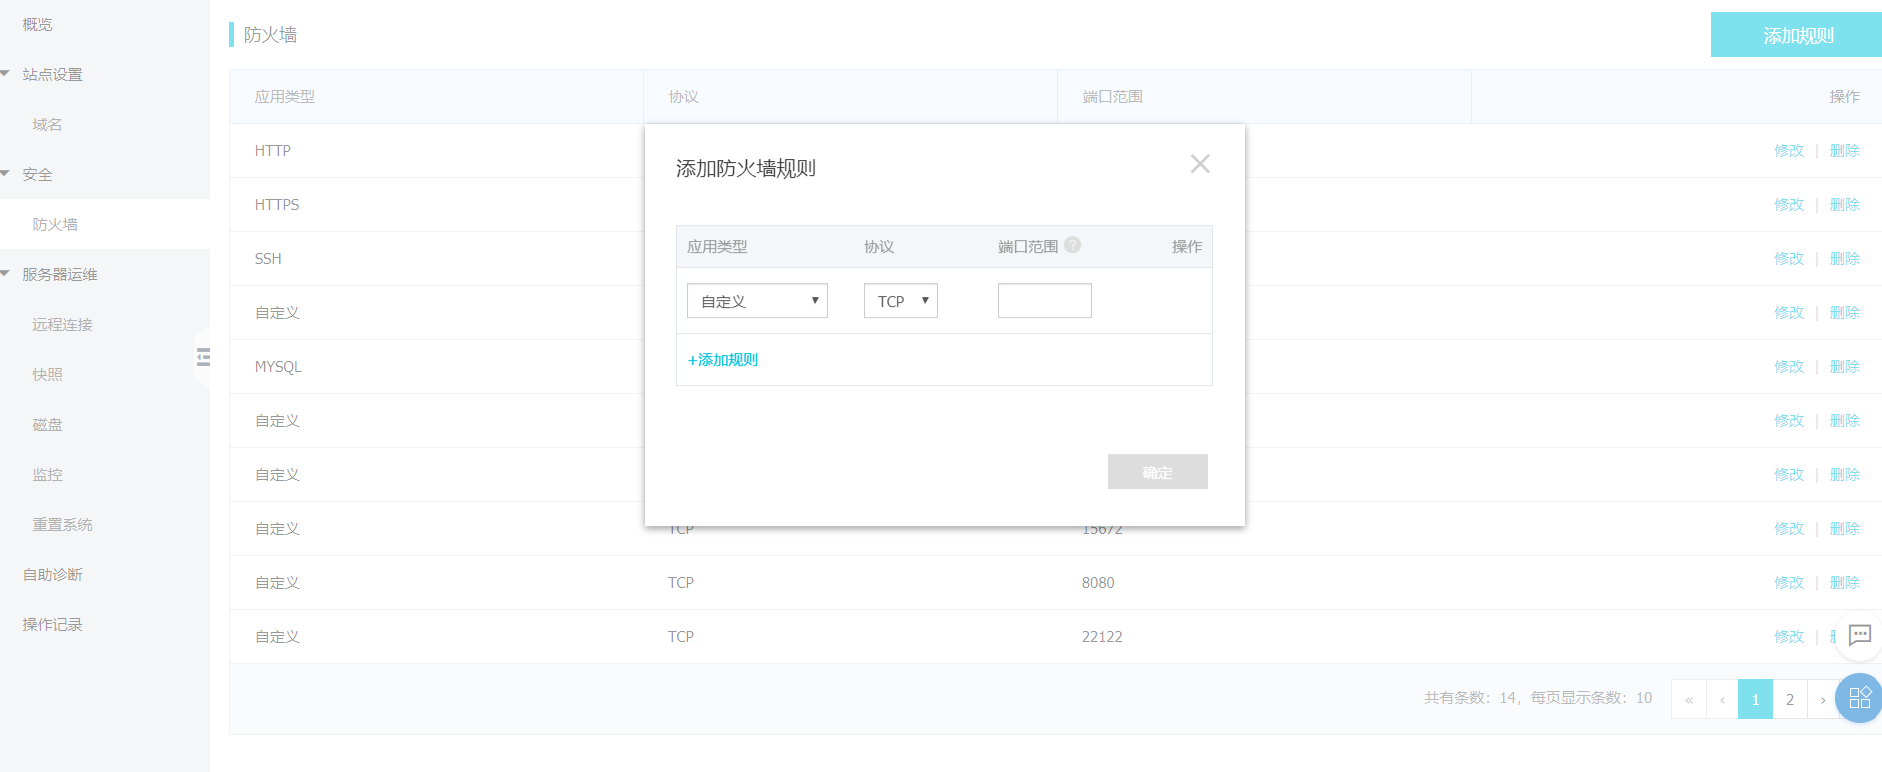 概览
站点设置
域名
安全
防火墙
服务器运维
远程连接
快照
磁盘
监控
重置系统
自助诊断
操作记录
防火墙
添加规则
应用类型 协议 端口范围 操作
HTTP 修改 | 删除
HTTPS 修改 | 删除
SSH 修改 | 删除
自定义 修改 | 删除
MYSQL 修改 | 删除
自定义 修改 | 删除
自定义 修改 | 删除
自定义 TCP 15672 修改 | 删除
自定义 TCP 8080 修改 | 删除
自定义 TCP 22122 修改 |
共有条数：14，每页显示条数：10 « ‹ 1 2 ›
添加防火墙规则
应用类型 协议 端口范围 ? 操作
自定义 TCP
+添加规则
确定